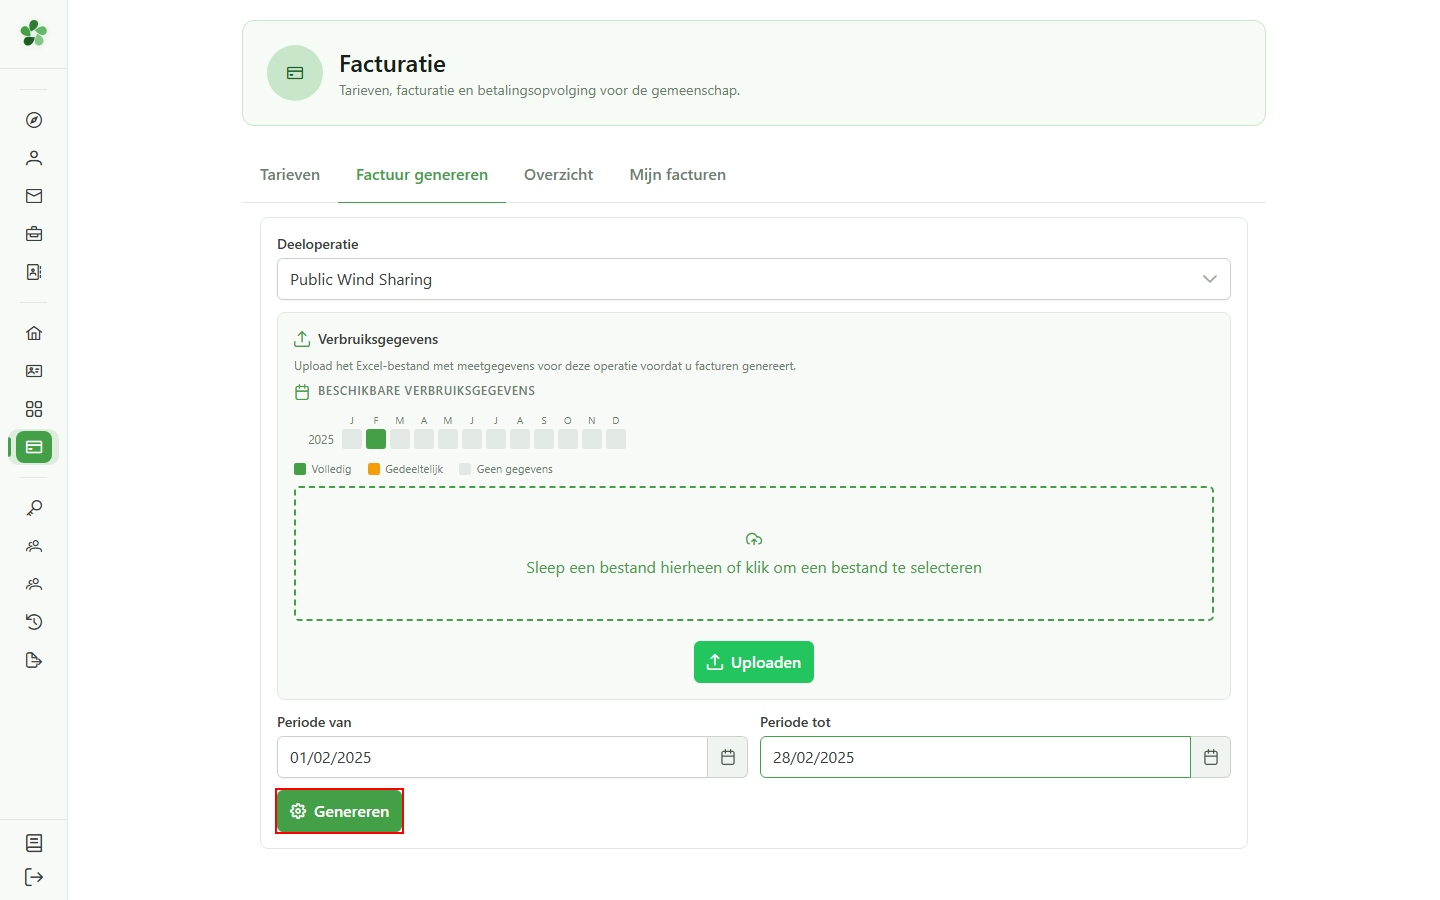 Facturatie
Tarieven, facturatie en betalingsopvolging voor de gemeenschap.
Tarieven
Factuur genereren
Overzicht
Mijn facturen
Deeloperatie
Public Wind Sharing
Verbruiksgegevens
Upload het Excel-bestand met meetgegevens voor deze operatie voordat u facturen genereert.
BESCHIKBARE VERBRUIKSGEGEVENS
J F M A M J J A S O N D
2025
Volledig Gedeeltelijk Geen gegevens
Sleep een bestand hierheen of klik om een bestand te selecteren
Uploaden
Periode van
Periode tot
01/02/2025
28/02/2025
Genereren